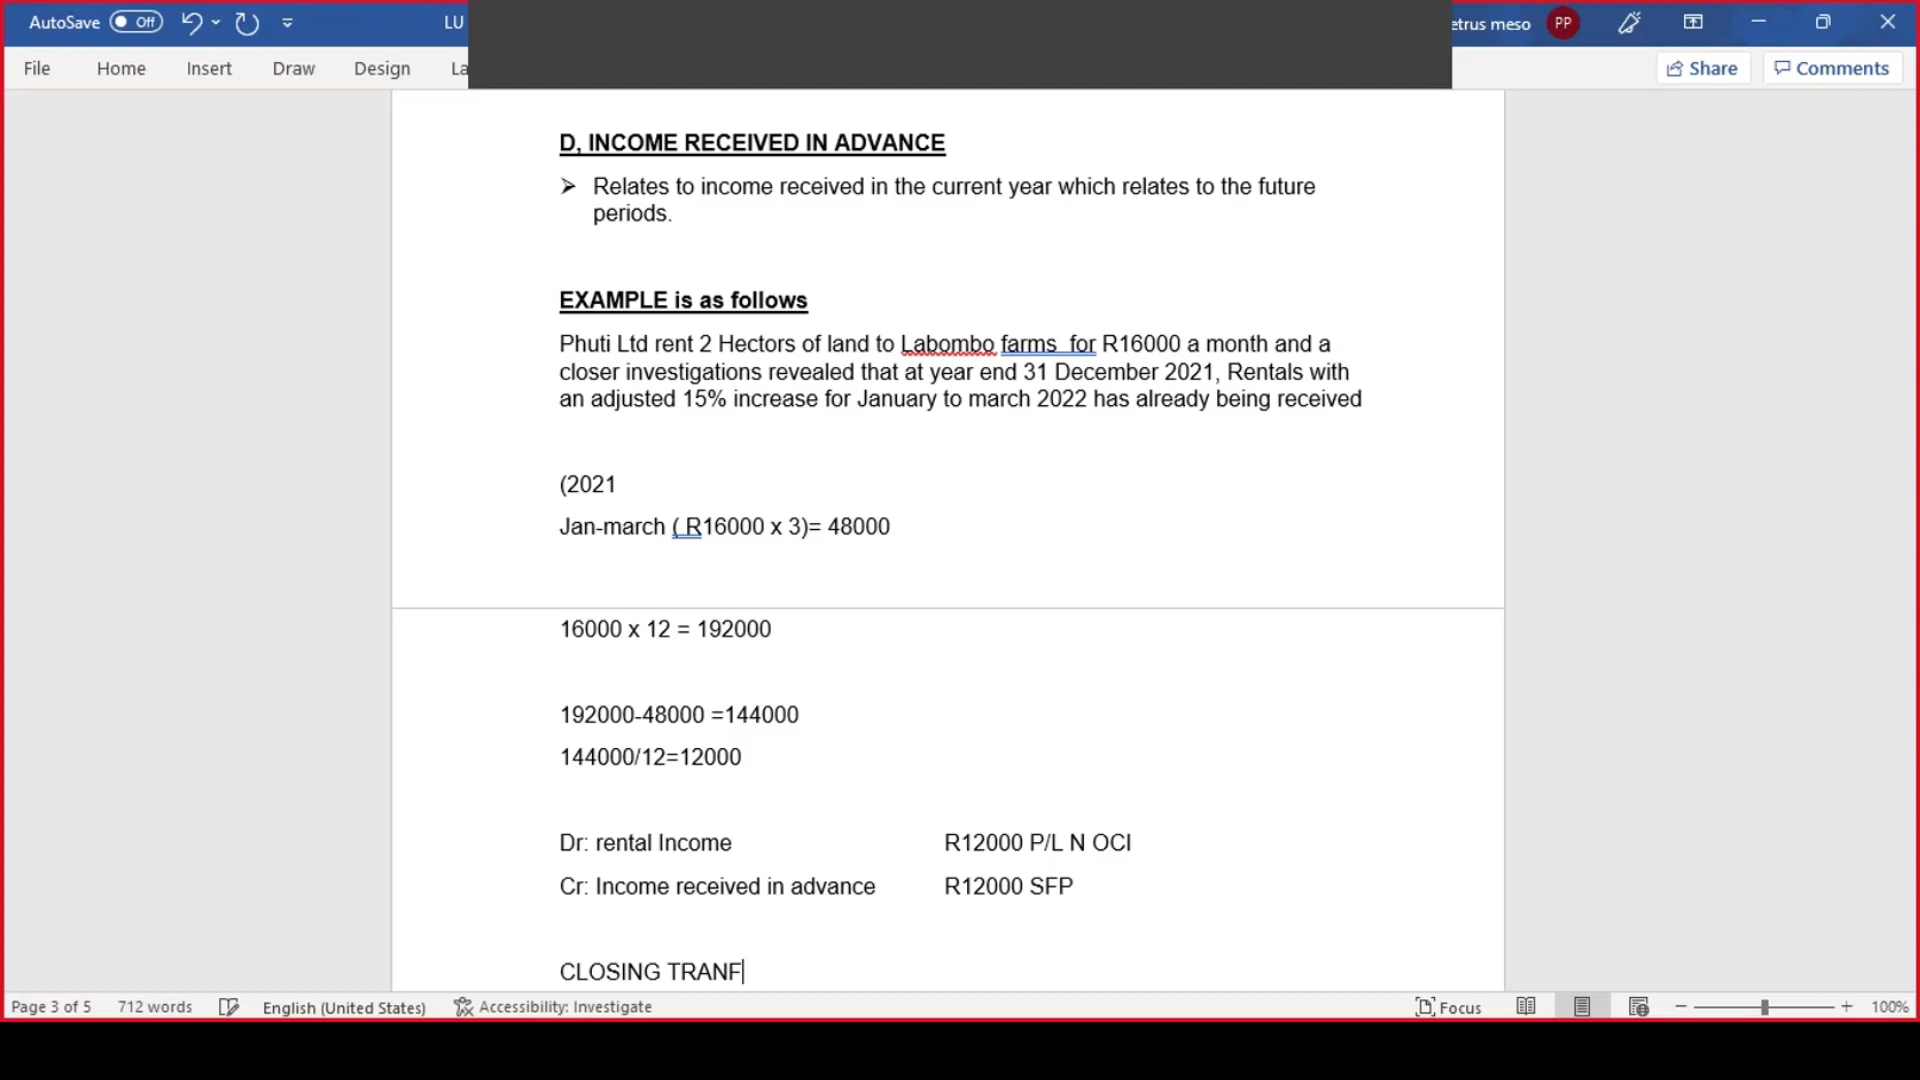 AutoSave Off LU etrus meso PP
File Home Insert Draw Design La Share Comments
D, INCOME RECEIVED IN ADVANCE
➢ Relates to income received in the current year which relates to the future
periods.
EXAMPLE is as follows
Phuti Ltd rent 2 Hectors of land to Labombo farms for R16000 a month and a
closer investigations revealed that at year end 31 December 2021, Rentals with
an adjusted 15% increase for January to march 2022 has already being received
(2021
Jan-march ( R16000 x 3)= 48000
16000 x 12 = 192000
192000-48000 =144000
144000/12=12000
Dr: rental Income R12000 P/L N OCI
Cr: Income received in advance R12000 SFP
CLOSING TRANF
Page 3 of 5 712 words English (United States) Accessibility: Investigate Focus 100%